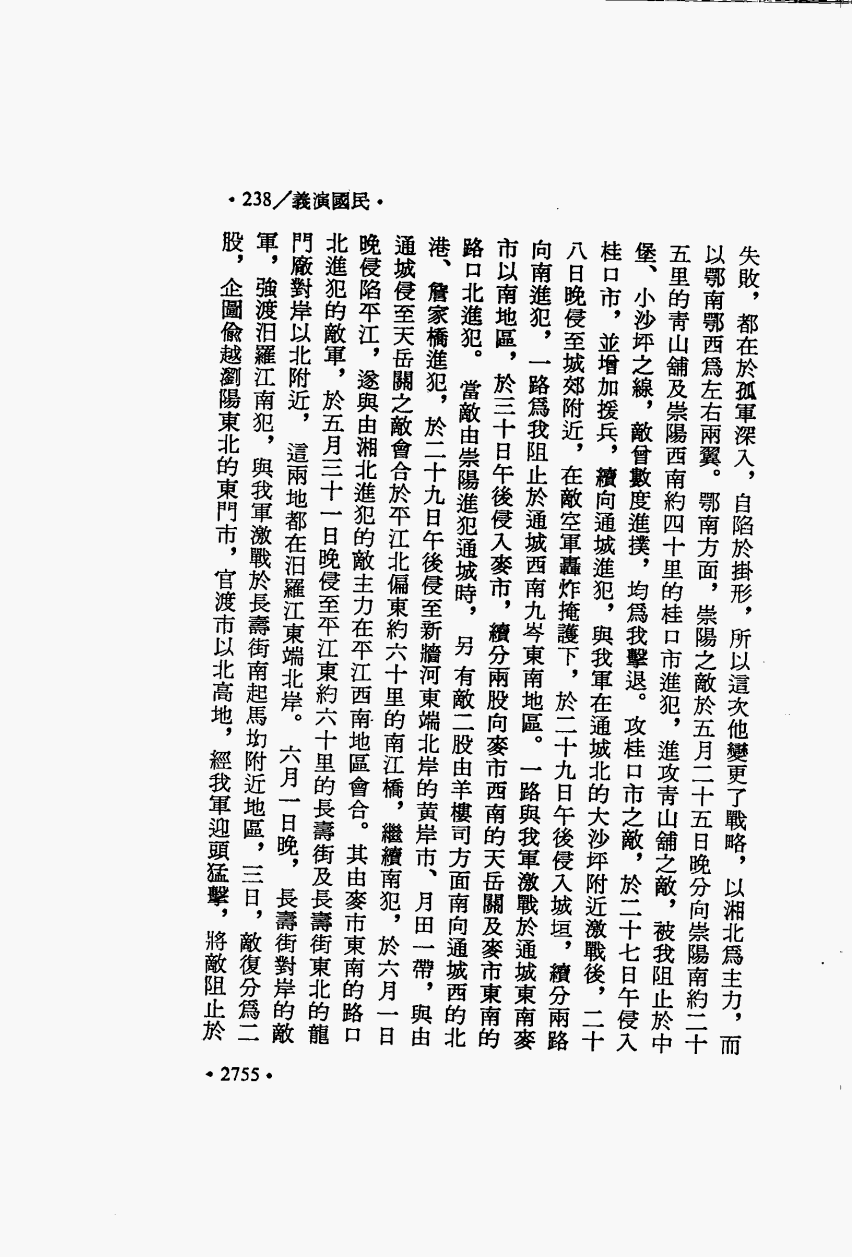 •238／義演國民•
失敗，都在於孤軍深入，自陷於掛形，所以這次他變更了戰略，以湘北爲主力，而
以鄂南鄂西爲左右兩翼。鄂南方面，崇陽之敵於五月二十五日晚分向崇陽南約二十
五里的靑山舖及崇陽西南約四十里的桂口市進犯，進攻靑山舖之敵，被我阻止於中
堡、小沙坪之線，敵曾數度進撲，均爲我擊退。攻桂口市之敵，於二十七日午侵入
桂口市，並增加援兵，續向通城進犯，與我軍在通城北的大沙坪附近激戰後，二十
八日晚侵至城郊附近，在敵空軍轟炸掩護下，於二十九日午後侵入城垣，續分兩路
向南進犯，一路爲我阻止於通城西南九岑東南地區。一路與我軍激戰於通城東南麥
市以南地區，於三十日午後侵入麥市，續分兩股向麥市西南的天岳關及麥市東南的
路口北進犯。當敵由崇陽進犯通城時，另有敵二股由羊樓司方面南向通城西的北
港、詹家橋進犯，於二十九日午後侵至新牆河東端北岸的黃岸市、月田一帶，與由
通城侵至天岳關之敵會合於平江北偏東約六十里的南江橋，繼續南犯，於六月一日
晚侵陷平江，遂與由湘北進犯的敵主力在平江西南地區會合。其由麥市東南的路口
北進犯的敵軍，於五月三十一日晚侵至平江東約六十里的長壽街及長壽街東北的龍
門廠對岸以北附近，這兩地都在汨羅江東端北岸。六月一日晚，長壽街對岸的敵
軍，強渡汨羅江南犯，與我軍激戰於長壽街南起馬圽附近地區，三日，敵復分爲二
股，企圖偸越瀏陽東北的東門市，官渡市以北高地，經我軍迎頭猛擊，將敵阻止於
•2755•